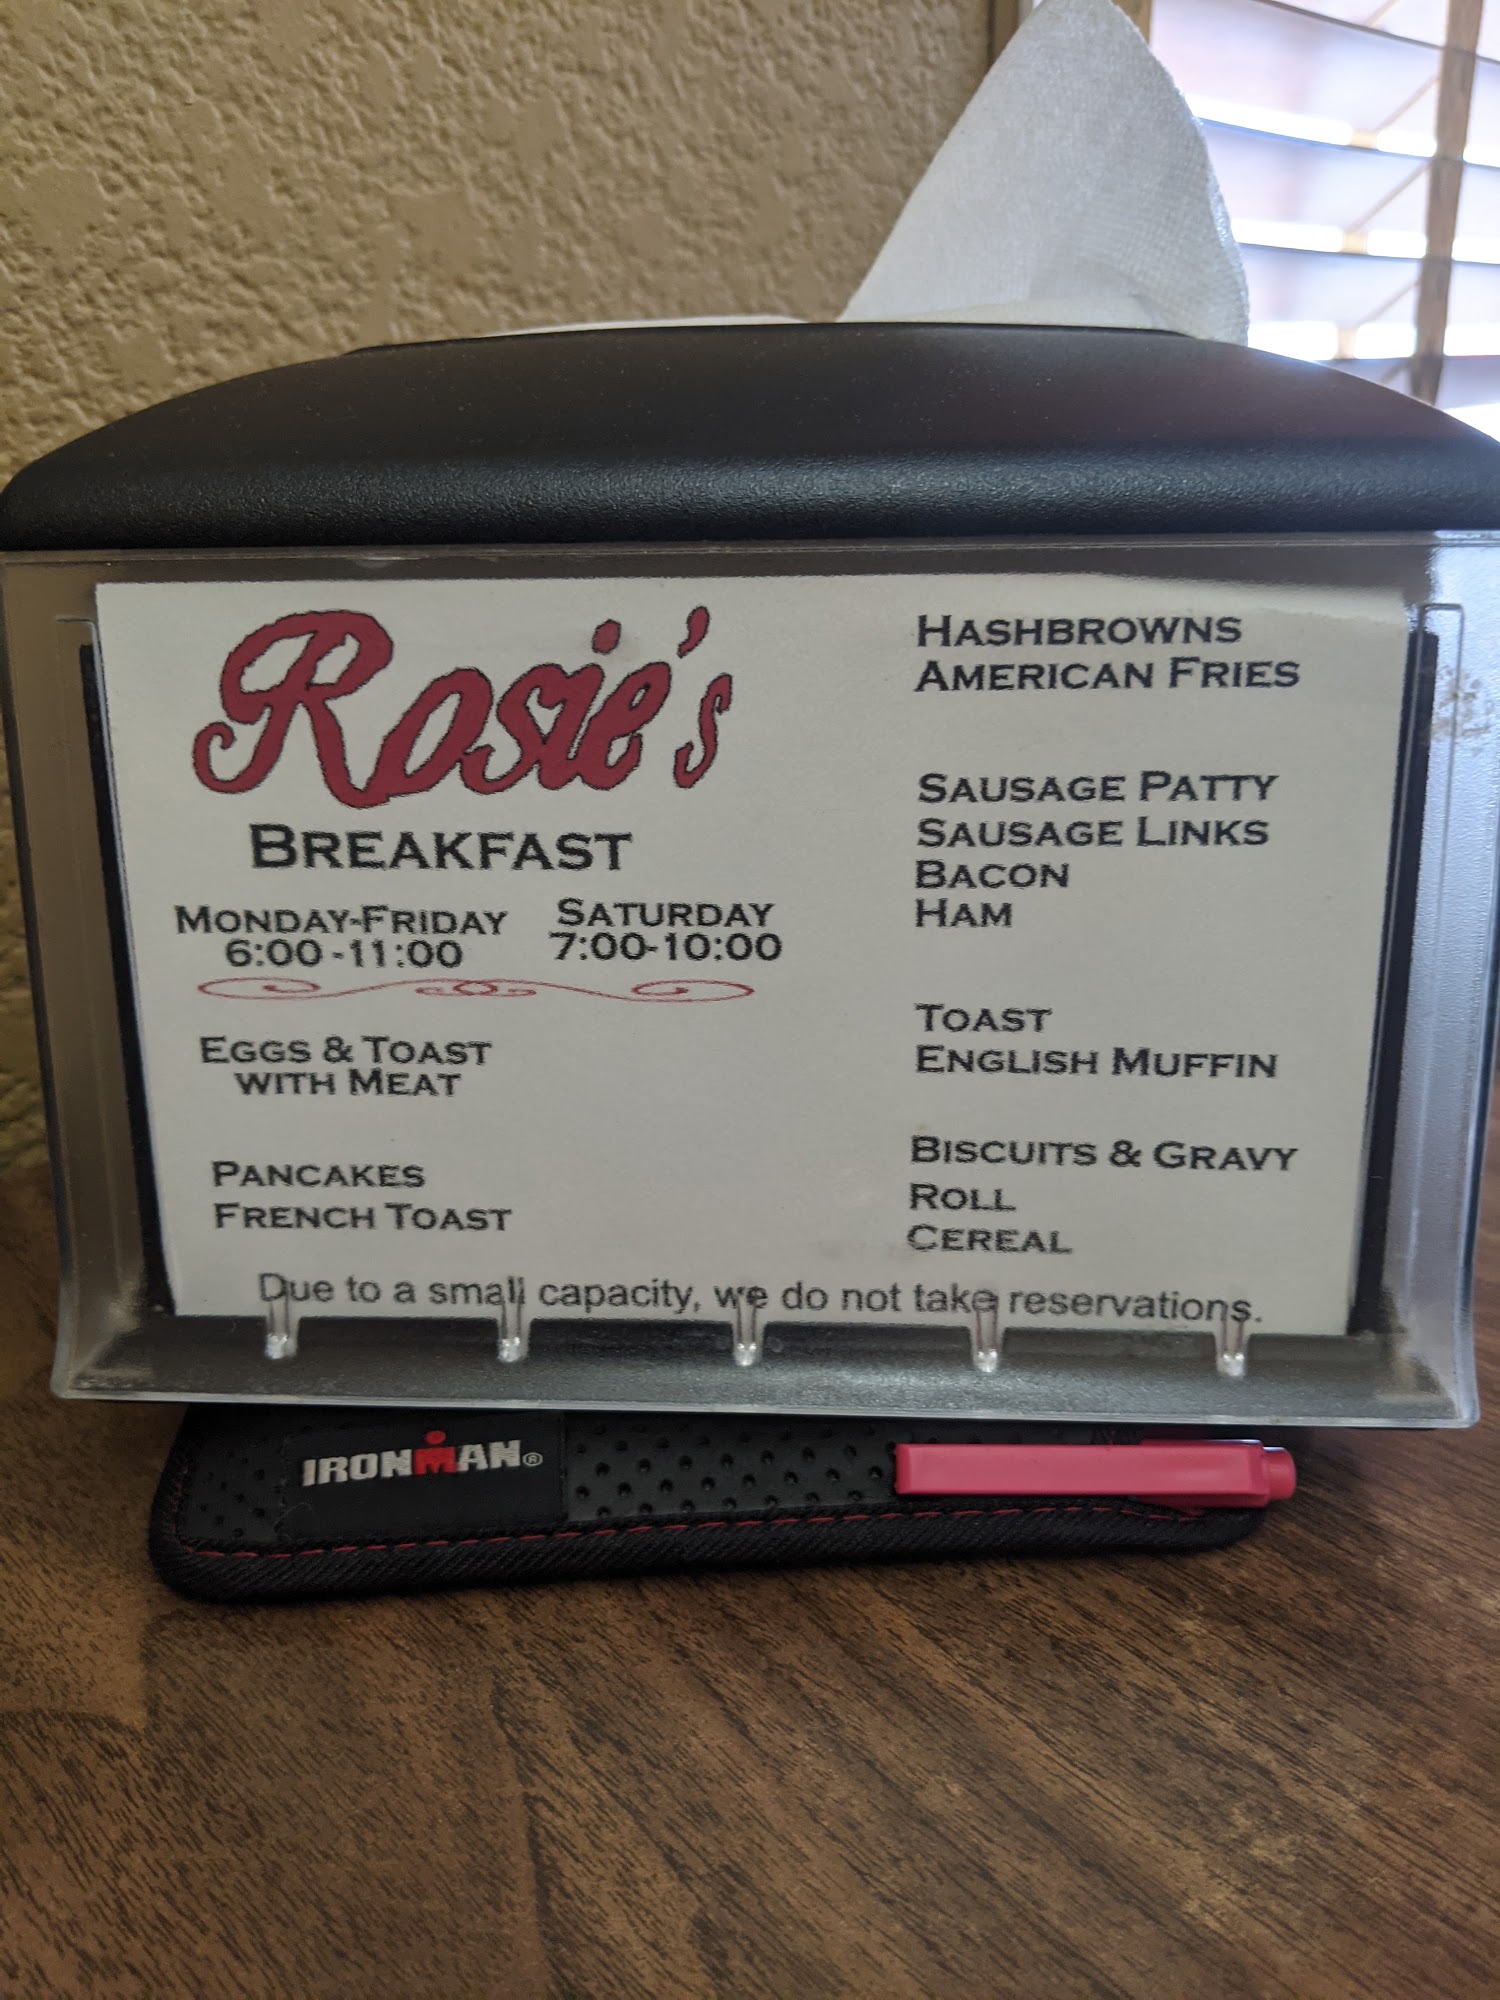 Rosie's
BREAKFAST
MONDAY-FRIDAY
6:00-11:00
SATURDAY
7:00-10:00
EGGS & TOAST
WITH MEAT
PANCAKES
FRENCH TOAST
HASHBROWNS
AMERICAN FRIES
SAUSAGE PATTY
SAUSAGE LINKS
BACON
HAM
TOAST
ENGLISH MUFFIN
BISCUITS & GRAVY
ROLL
CEREAL
Due to a small capacity, we do not take reservations.
IRONMAN®